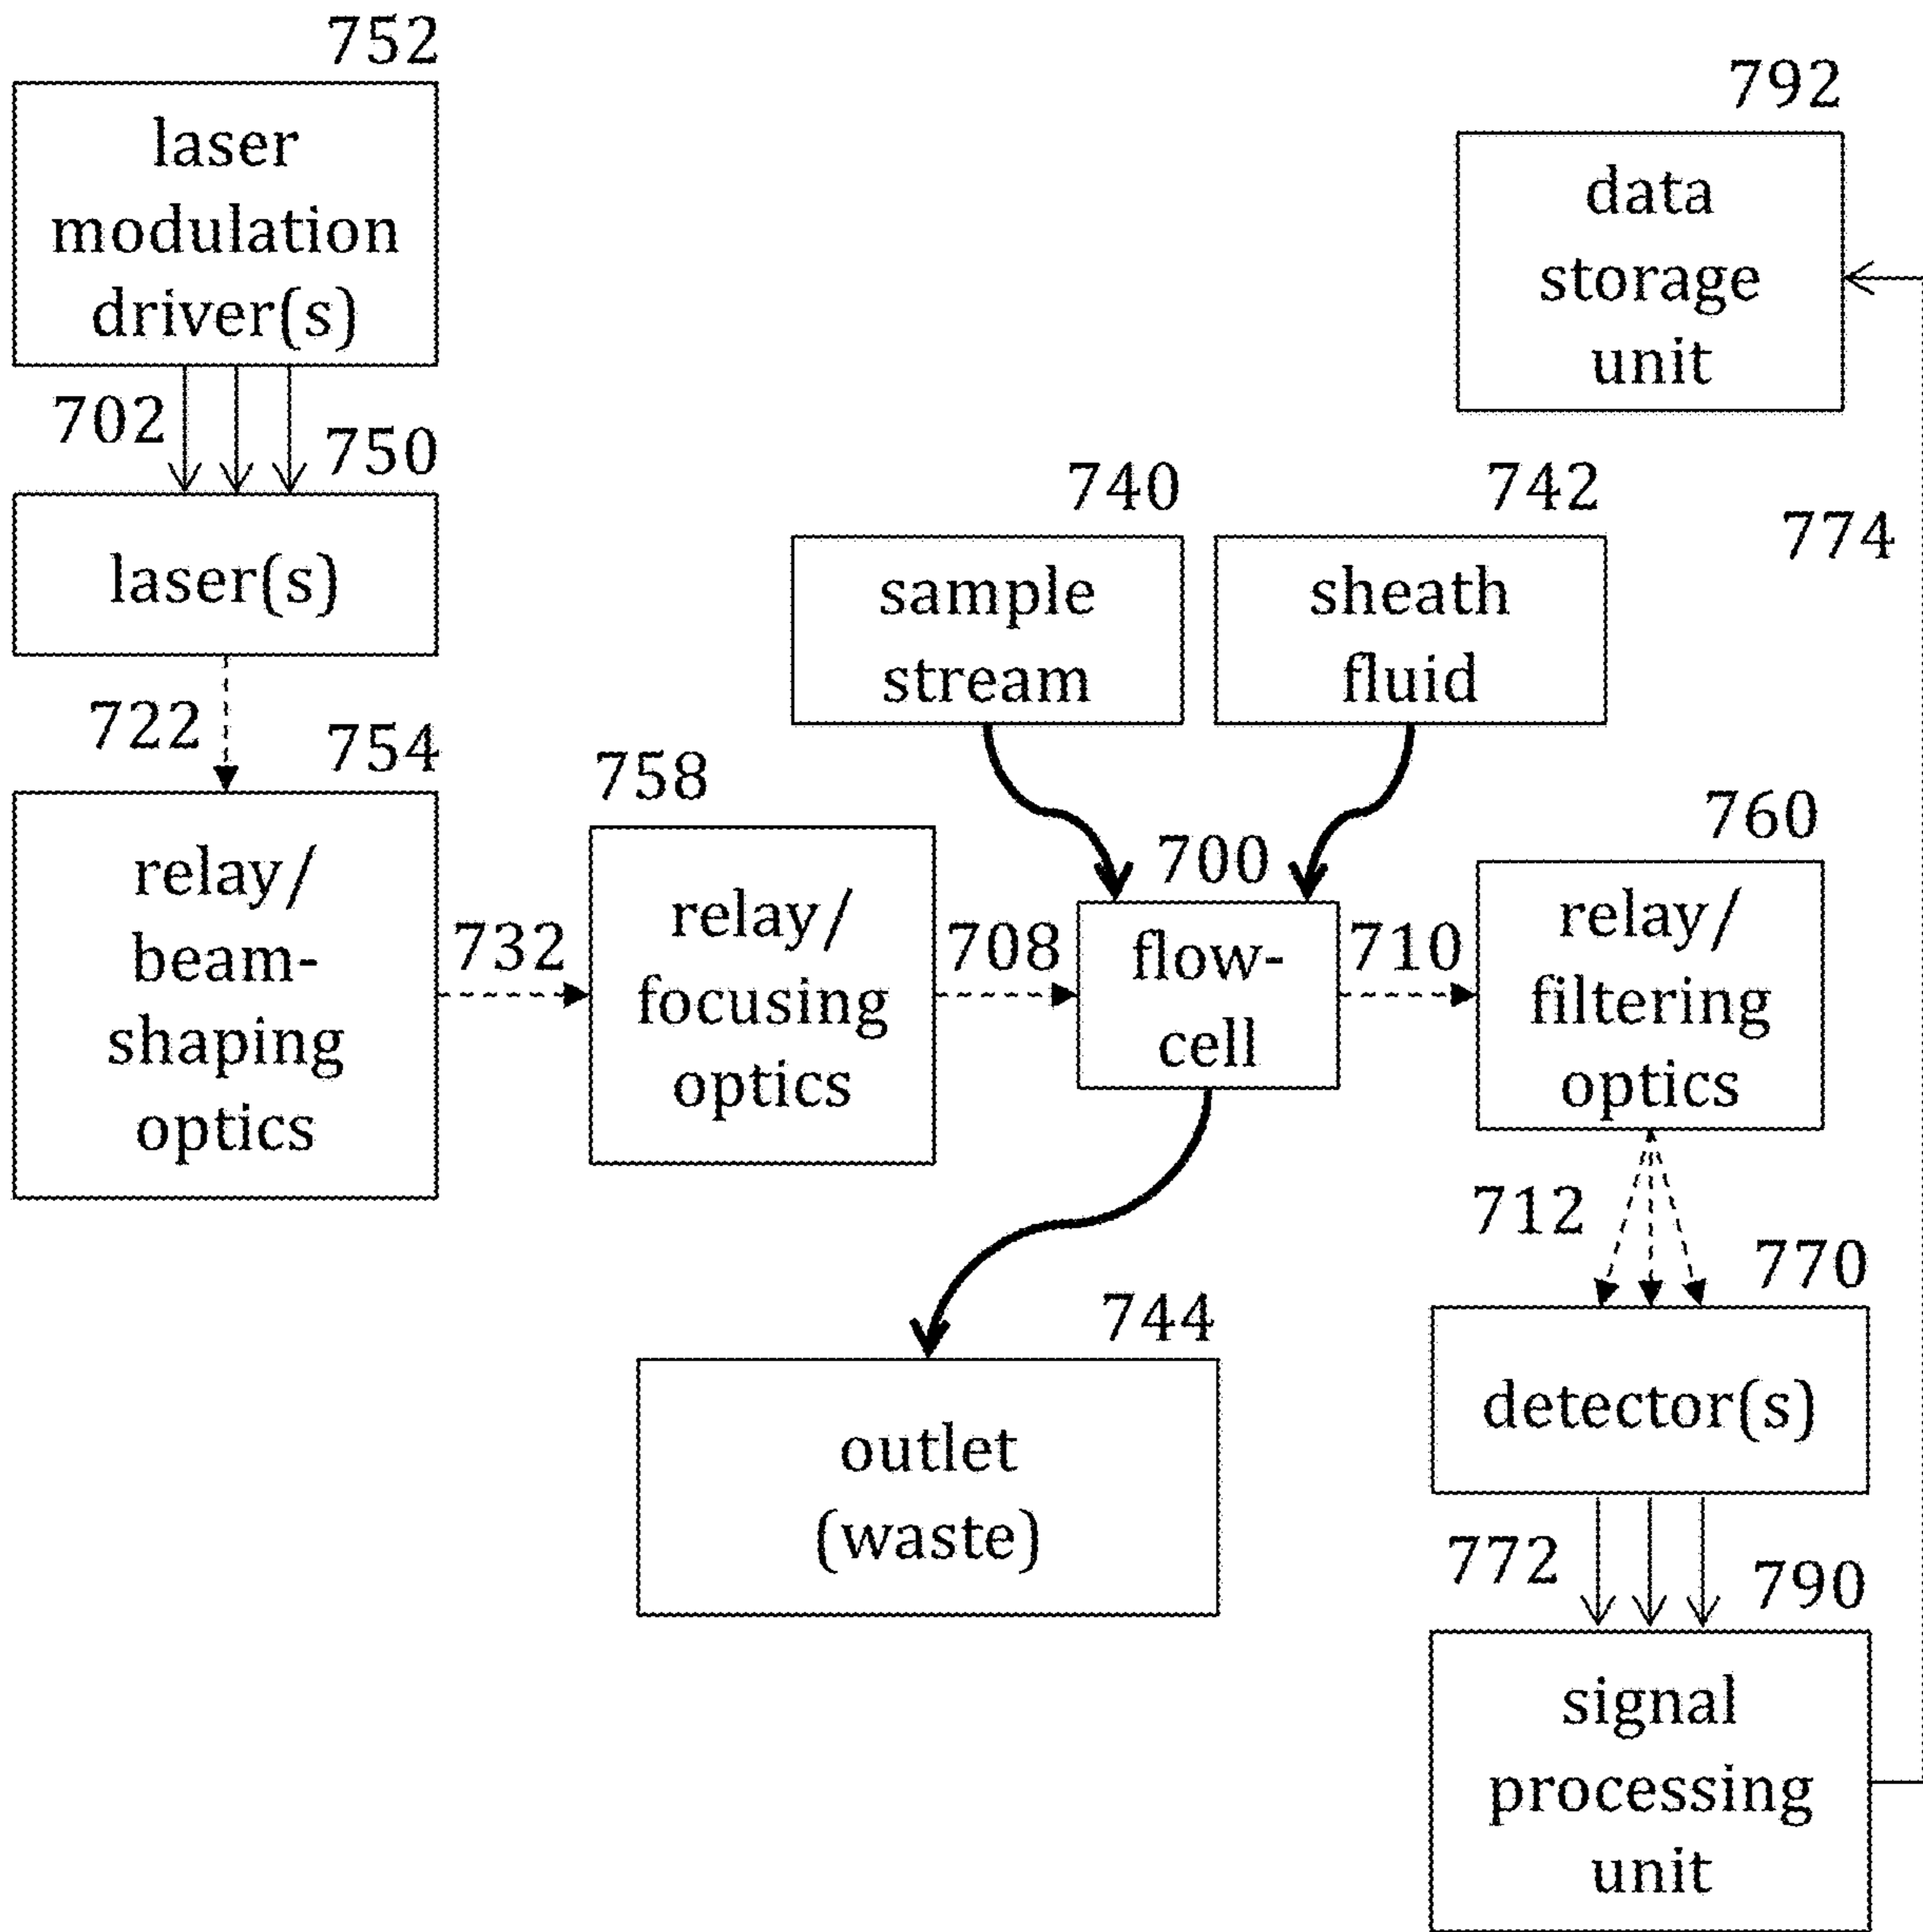 752
laser
modulation
driver(s)
702
750
laser(s)
722
754
relay/
beam-
shaping
optics
732
758
relay/
focusing
optics
708
740
sample
stream
742
sheath
fluid
700
flow-
cell
710
744
outlet
(waste)
760
relay/
filtering
optics
712
770
detector(s)
772
790
signal
processing
unit
774
792
data
storage
unit